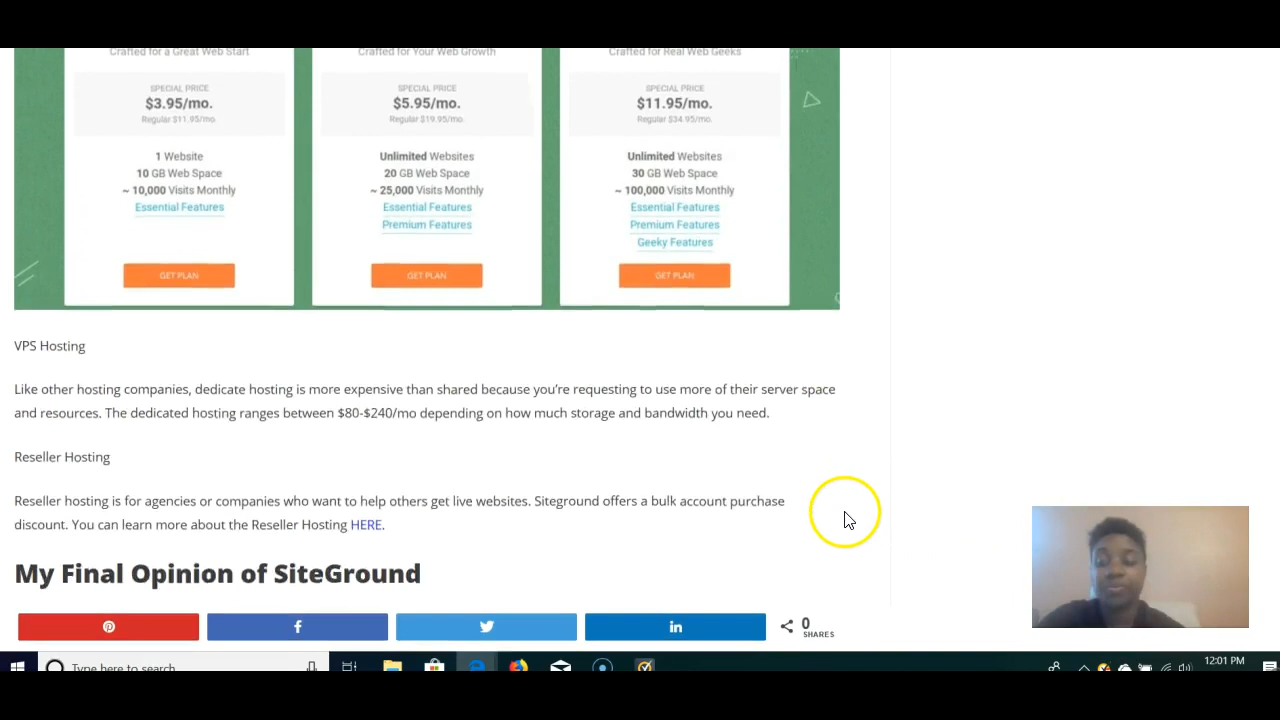 Crafted for a Great Web Start
Crafted for Your Web Growth
Crafted for Real Web Geeks
SPECIAL PRICE
$3.95/mo.
Regular $11.95/mo.
SPECIAL PRICE
$5.95/mo.
Regular $19.95/mo.
SPECIAL PRICE
$11.95/mo.
Regular $34.95/mo.
1 Website
10 GB Web Space
~ 10,000 Visits Monthly
Essential Features
Unlimited Websites
20 GB Web Space
~ 25,000 Visits Monthly
Essential Features
Premium Features
Unlimited Websites
30 GB Web Space
~ 100,000 Visits Monthly
Essential Features
Premium Features
Geeky Features
GET PLAN
GET PLAN
GET PLAN
VPS Hosting
Like other hosting companies, dedicate hosting is more expensive than shared because you’re requesting to use more of their server space
and resources. The dedicated hosting ranges between $80-$240/mo depending on how much storage and bandwidth you need.
Reseller Hosting
Reseller hosting is for agencies or companies who want to help others get live websites. Siteground offers a bulk account purchase
discount. You can learn more about the Reseller Hosting HERE.
My Final Opinion of SiteGround
0
SHARES
Type here to search
12:01 PM